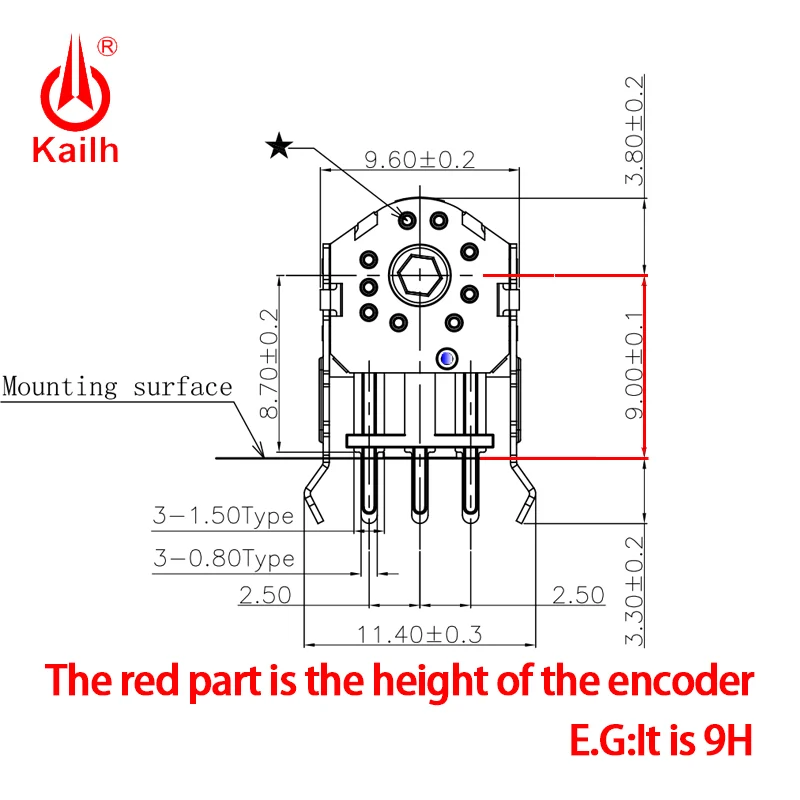 ®
Kailh
★
9.60±0.2
3.80±0.2
8.70±0.2
9.00±0.1
Mounting surface
3-1.50Type
3-0.80Type
2.50
2.50
3.30±0.2
11.40±0.3
The red part is the height of the encoder
E.G:It is 9H